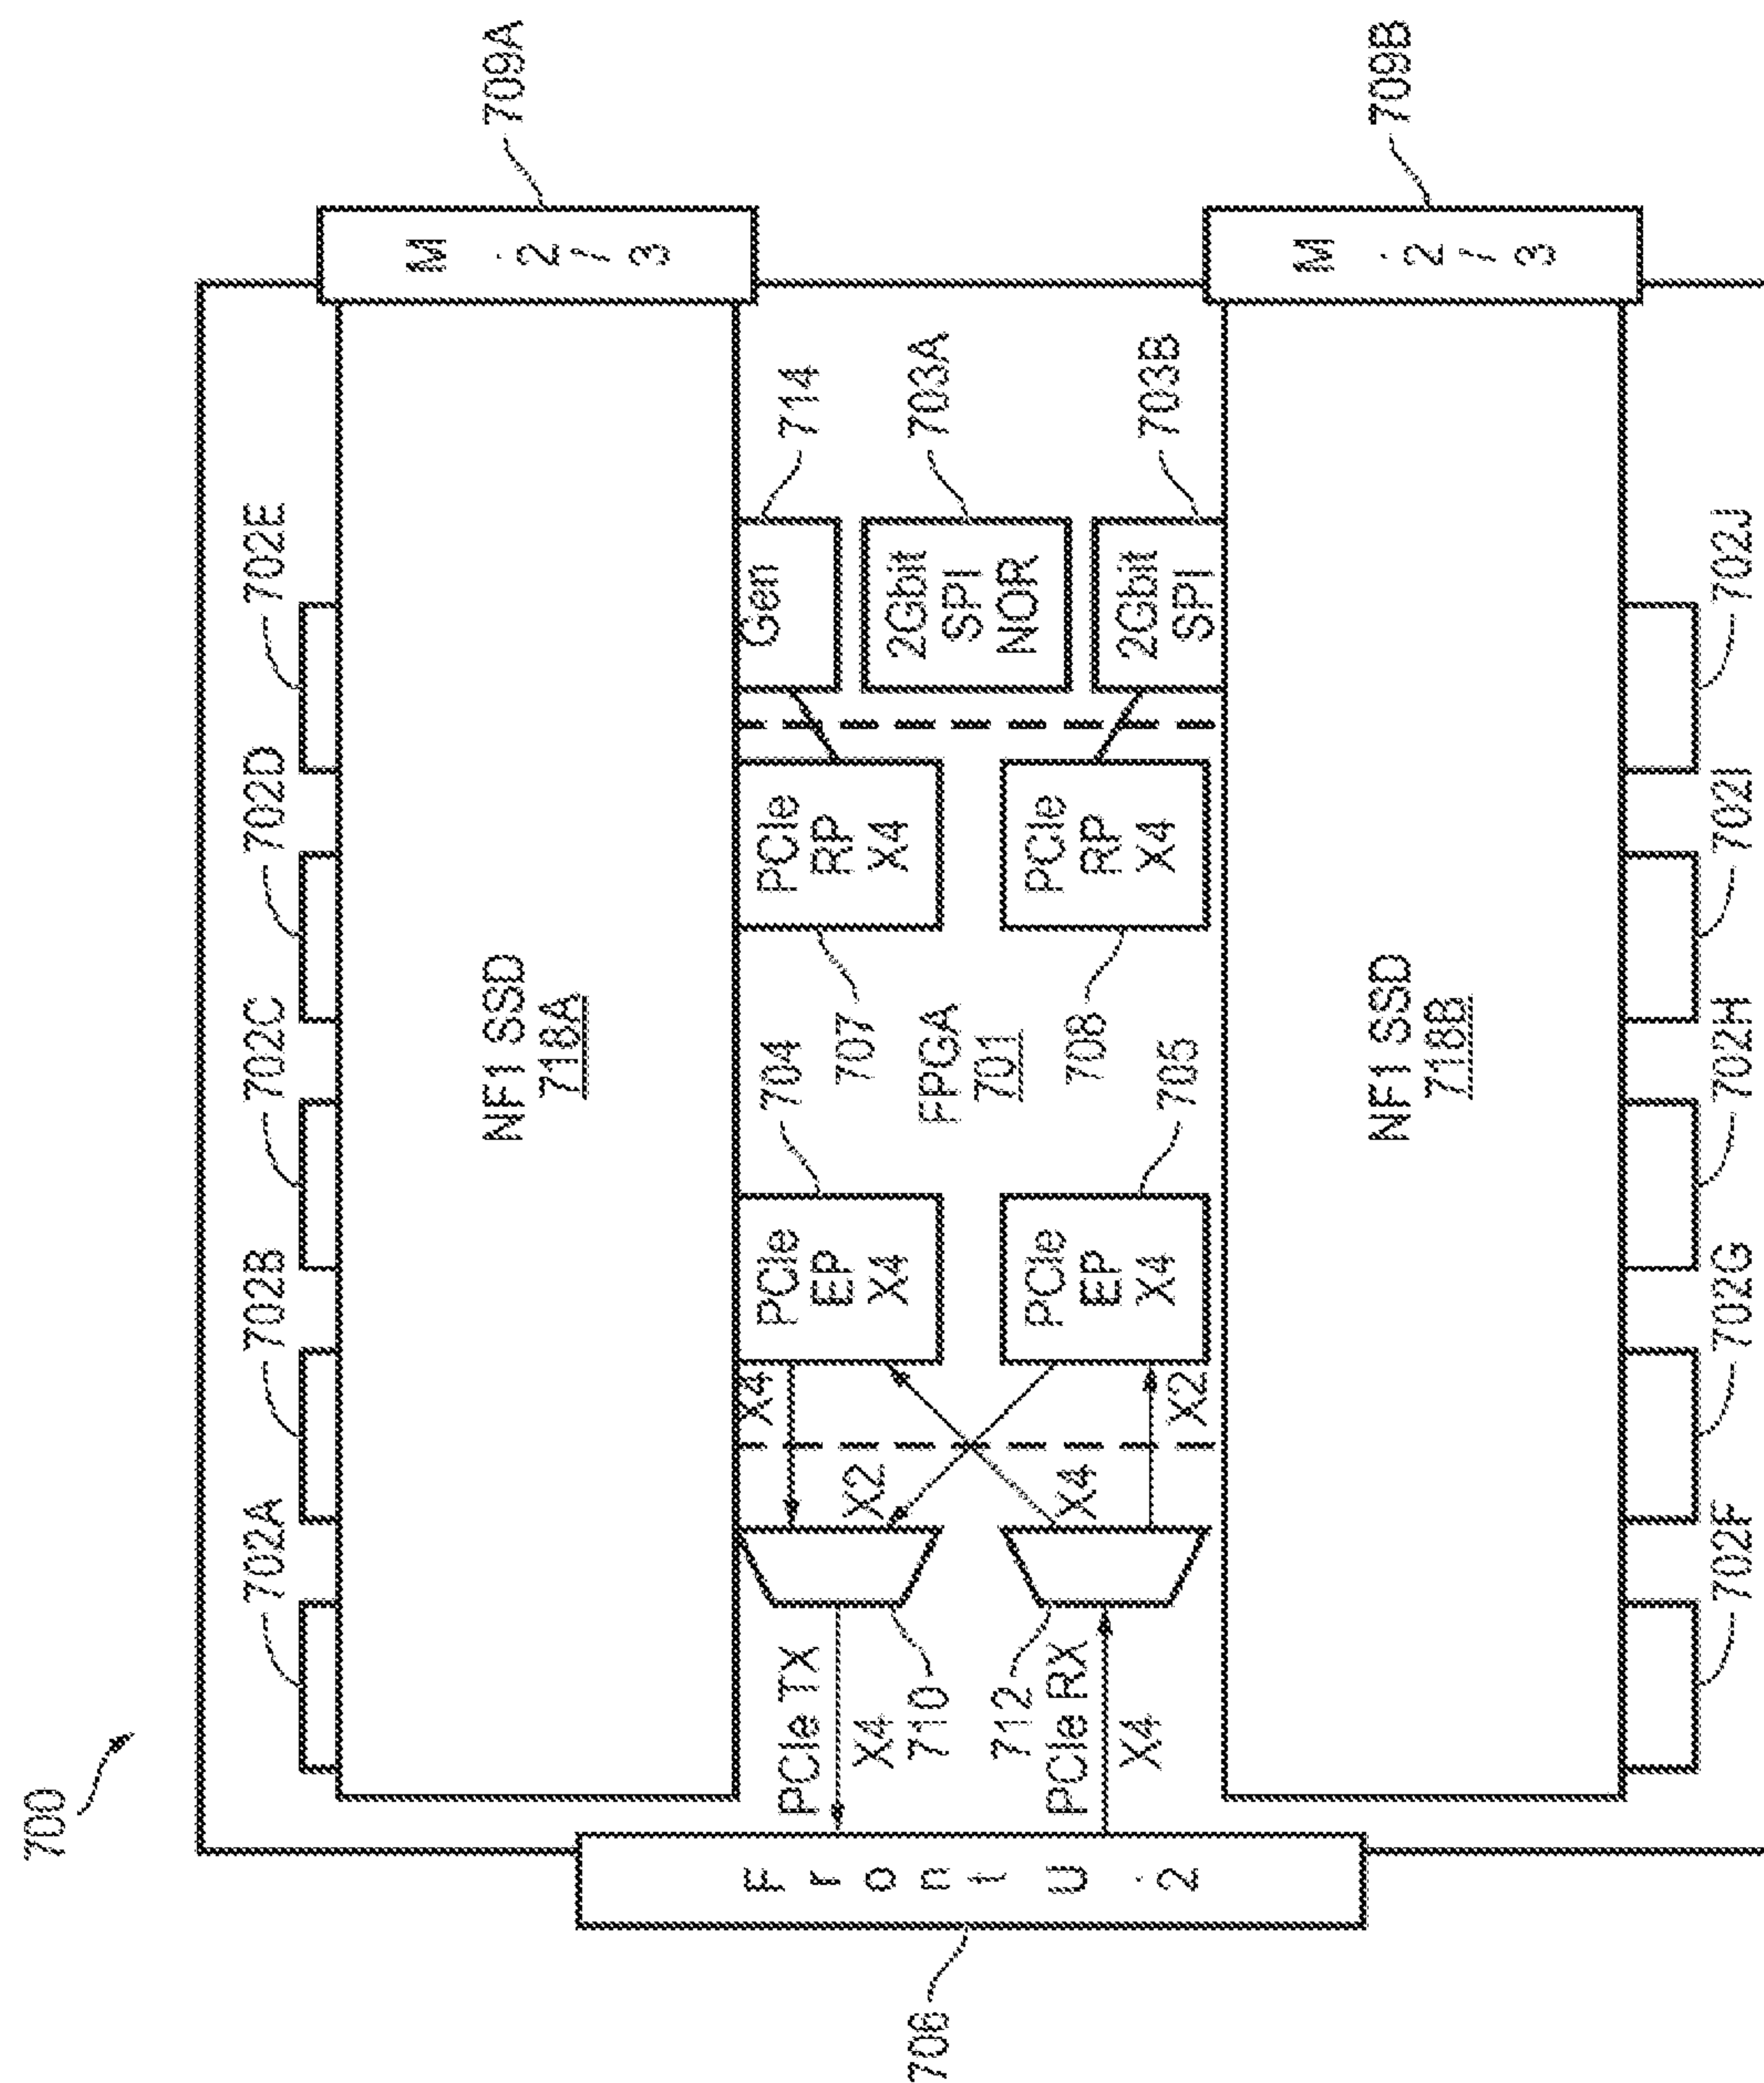 700
702A
702B
702C
702D
702E
NF1 SSD
718A
M.2/3
709A
Front U.2
706
PCIe TX
X4
710
712
PCIe RX
X4
X4
X2
X4
X2
PCIe
EP
X4
704
PCIe
EP
X4
705
FPGA
701
PCIe
RP
X4
707
PCIe
RP
X4
708
Gen
714
2Gbit
SPI
NOR
703A
2Gbit
SPI
703B
NF1 SSD
718B
M.2/3
709B
702F
702G
702H
702I
702J